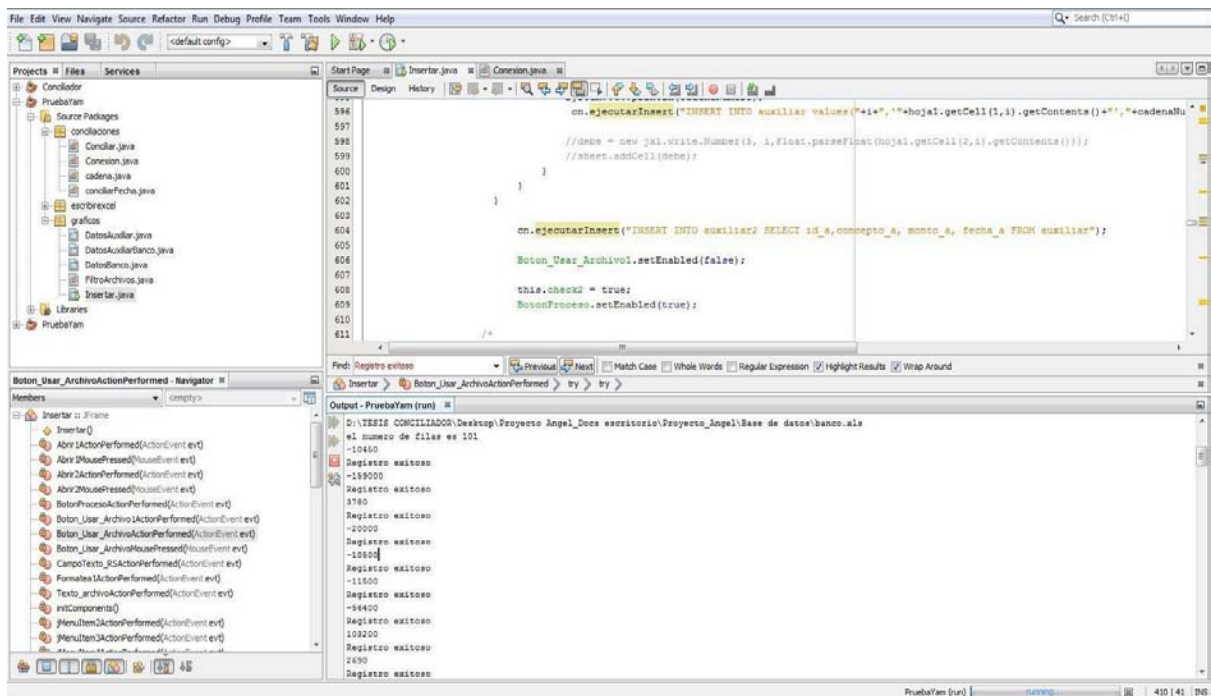 File Edit View Navigate Source Refactor Run Debug Profile Team Tools Window Help
Search (Ctrl+I)
<default config>
Projects Files Services
Conciliador
PruebaYam
Source Packages
conciliaciones
Conciliar.java
Conexion.java
cadena.java
conciliarFecha.java
escribirexcel
graficos
DatosAuxiliar.java
DatosAuxiliarBanco.java
DatosBanco.java
FiltroArchivos.java
Insertar.java
Libraries
PruebaYam
Start Page Insertar.java Conexion.java
Source Design History
596 cn.ejecutarInsert("INSERT INTO auxiliar values("+i+",'"+hoja1.getCell(1,i).getContents()+"',"+cadenaNu
597
598 //debe = new jxl.write.Number(3, i,Float.parseFloat(hoja1.getCell(2,i).getContents()));
599 //sheet.addCell(debe);
600 }
601 }
602 }
603
604 cn.ejecutarInsert("INSERT INTO auxiliar2 SELECT id_a,concepto_a, monto_a, fecha_a FROM auxiliar");
605
606 Boton_Usar_Archivo1.setEnabled(false);
607
608 this.check2 = true;
609 BotonProceso.setEnabled(true);
610
611 /*
Find: Registro exitoso Previous Next Match Case Whole Words Regular Expression Highlight Results Wrap Around
Insertar Boton_Usar_ArchivoActionPerformed try try
Boton_Usar_ArchivoActionPerformed - Navigator
Members <empty>
Insertar :: JFrame
Insertar()
Abrir1ActionPerformed(ActionEvent evt)
Abrir1MousePressed(MouseEvent evt)
Abrir2ActionPerformed(ActionEvent evt)
Abrir2MousePressed(MouseEvent evt)
BotonProcesoActionPerformed(ActionEvent evt)
Boton_Usar_Archivo1ActionPerformed(ActionEvent evt)
Boton_Usar_ArchivoActionPerformed(ActionEvent evt)
Boton_Usar_ArchivoMousePressed(MouseEvent evt)
CampoTexto_RSActionPerformed(ActionEvent evt)
Formatea1ActionPerformed(ActionEvent evt)
Texto_archivoActionPerformed(ActionEvent evt)
initComponents()
jMenuItem2ActionPerformed(ActionEvent evt)
jMenuItem3ActionPerformed(ActionEvent evt)
Output - PruebaYam (run)
D:\TESIS CONCILIADOR\Desktop\Proyecto Angel_Docs escritorio\Proyecto_Angel\Base de datos\banco.xls
el numero de filas es 101
-10460
Registro exitoso
-159000
Registro exitoso
3780
Registro exitoso
-20000
Registro exitoso
-10500
Registro exitoso
-11500
Registro exitoso
-56400
Registro exitoso
103200
Registro exitoso
2630
Registro exitoso
PruebaYam (run) running... 410 | 41 INS